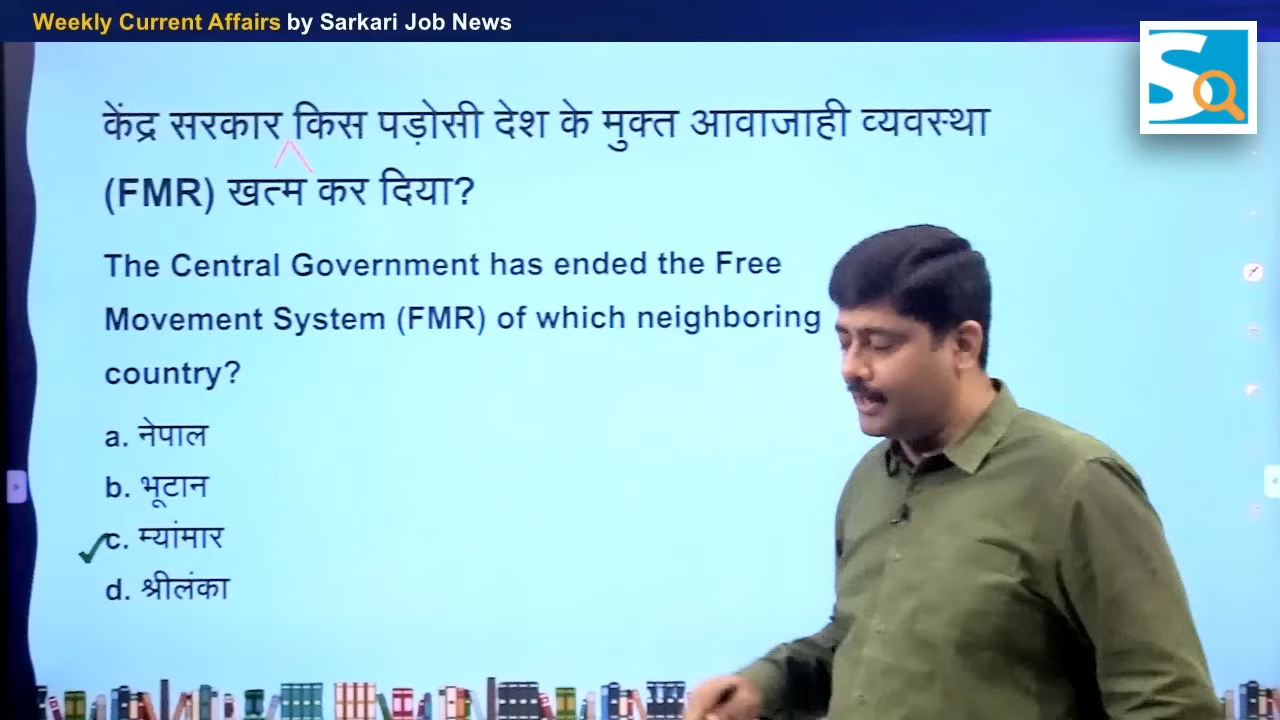 Weekly Current Affairs by Sarkari Job News
केंद्र सरकार किस पड़ोसी देश के मुक्त आवाजाही व्यवस्था
(FMR) खत्म कर दिया?
The Central Government has ended the Free
Movement System (FMR) of which neighboring
country?
a. नेपाल
b. भूटान
c. म्यांमार
d. श्रीलंका